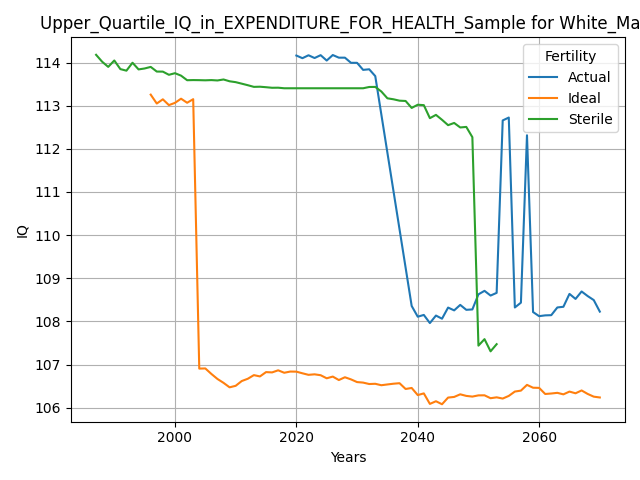 Upper_Quartile_IQ_in_EXPENDITURE_FOR_HEALTH_Sample for White_Ma
Fertility
Actual
Ideal
Sterile
IQ
114
113
112
111
110
109
108
107
106
2000
2020
2040
2060
Years